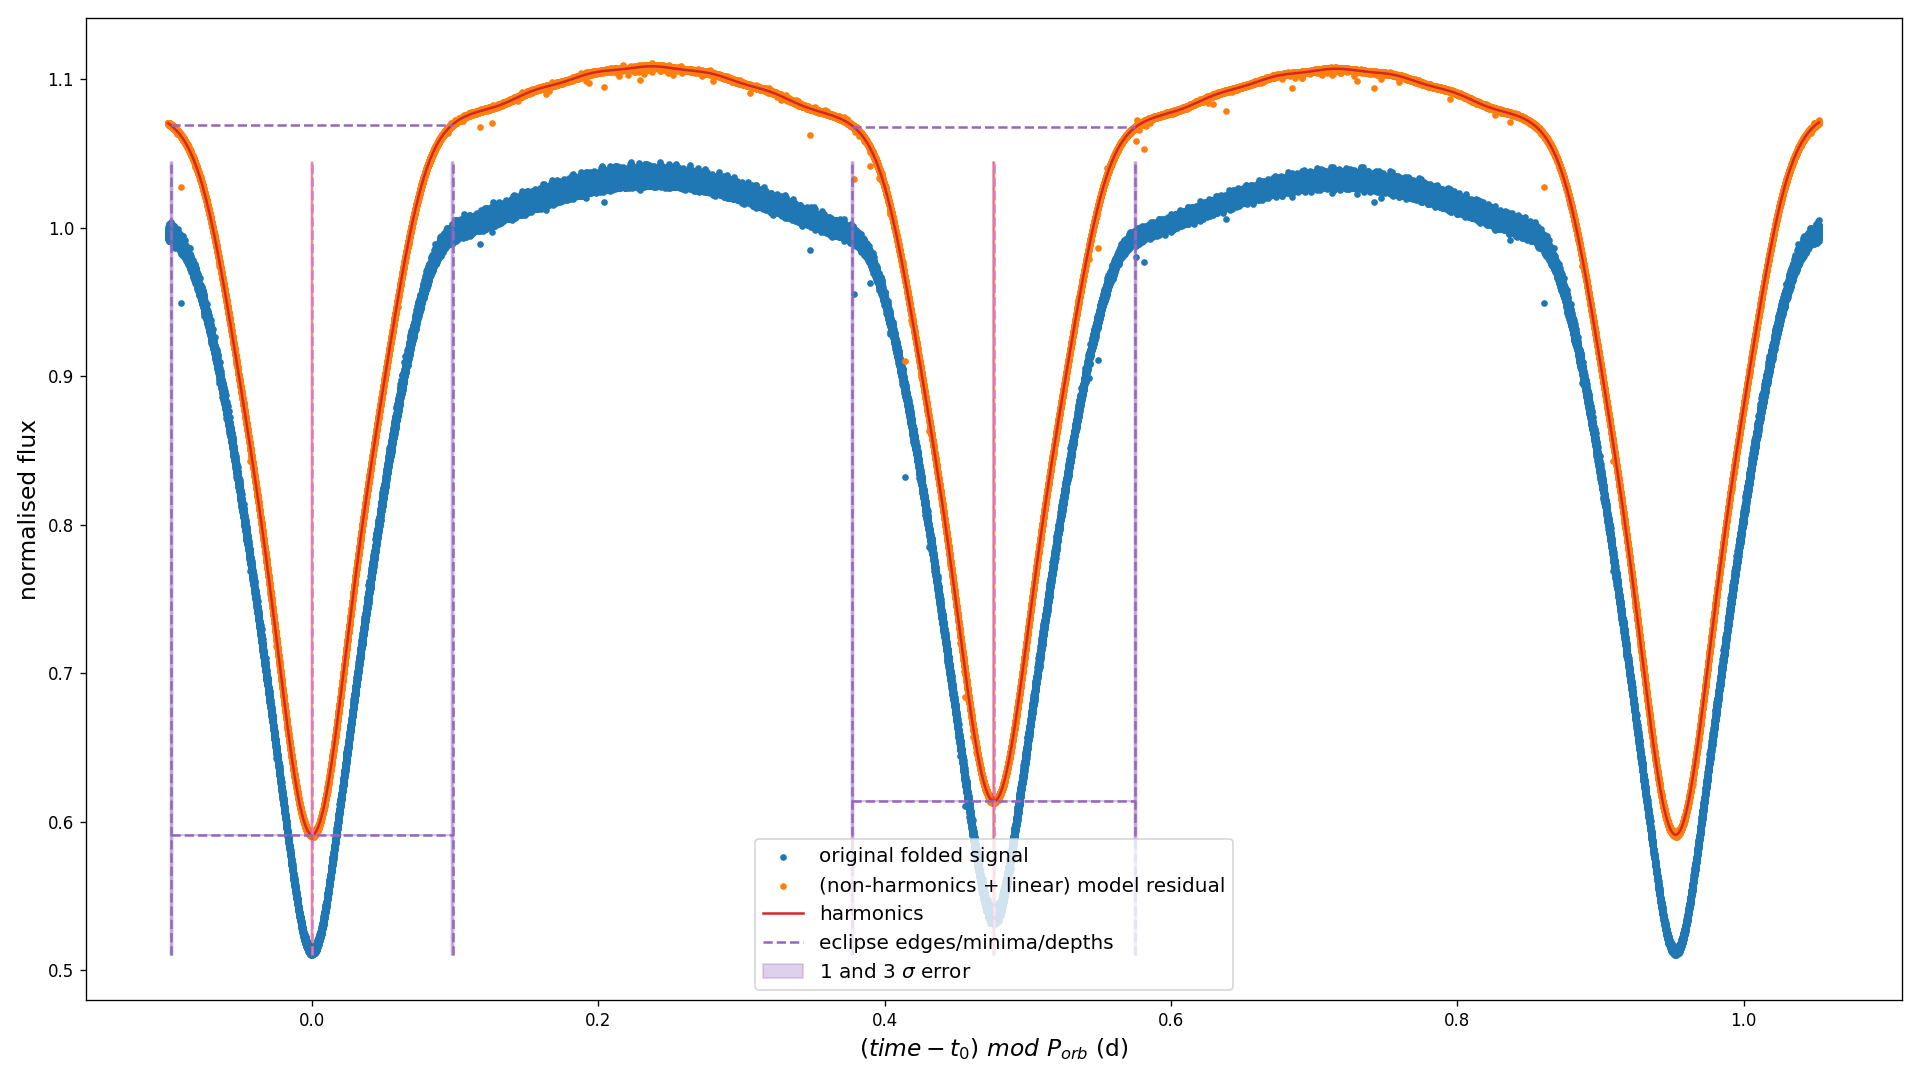 1.1
1.0
0.9
0.8
0.7
0.6
0.5
normalised flux
original folded signal
(non-harmonics + linear) model residual
harmonics
eclipse edges/minima/depths
1 and 3 σ error
0.0 0.2 0.4 0.6 0.8 1.0
(time − t₀) mod P_orb (d)